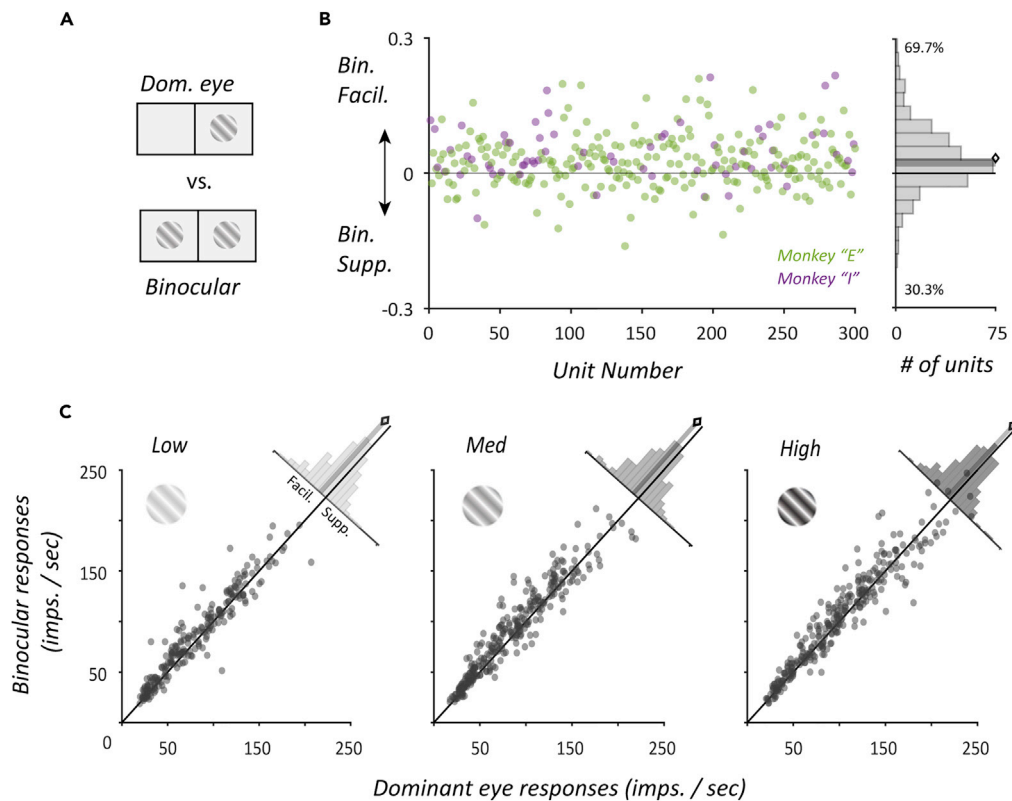 A
Dom. eye
vs.
Binocular
B
Bin.
Facil.
Bin.
Supp.
0.3
0
-0.3
0 50 100 150 200 250 300
Unit Number
Monkey “E”
Monkey “I”
69.7%
30.3%
0 75
# of units
C
Low
Med
High
Facil.
Supp.
250
150
50
0
Binocular responses
(imps. / sec)
50 150 250
50 150 250
50 150 250
Dominant eye responses (imps. / sec)